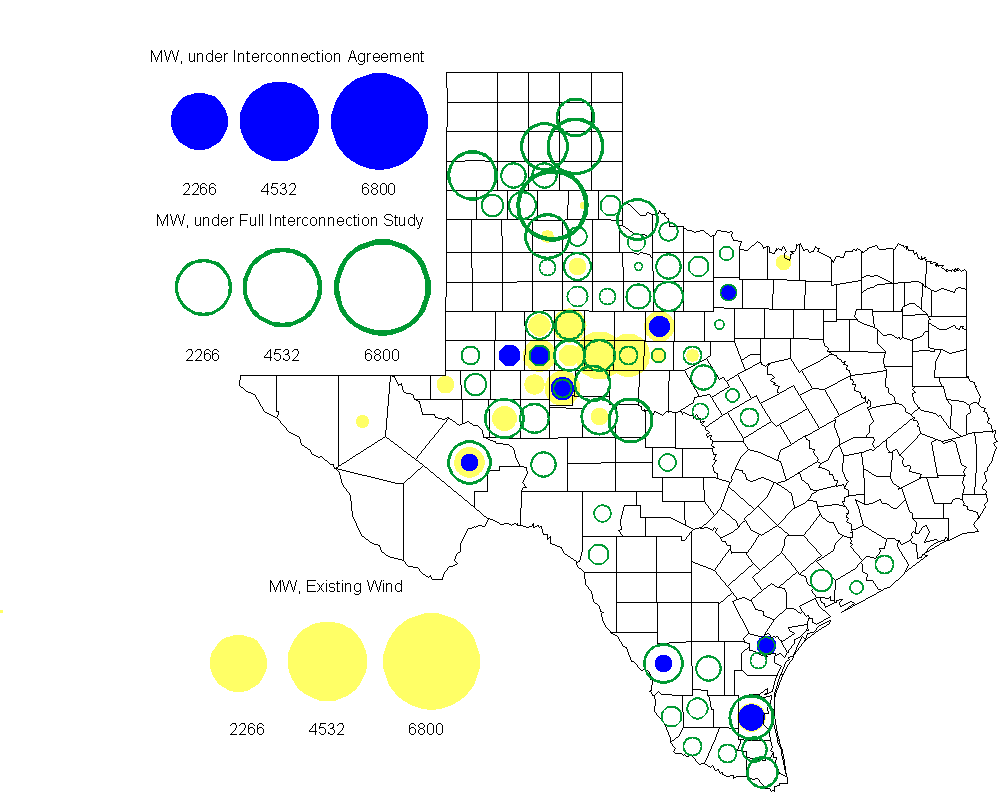 MW, under Interconnection Agreement
2266 4532 6800
MW, under Full Interconnection Study
2266 4532 6800
MW, Existing Wind
2266 4532 6800